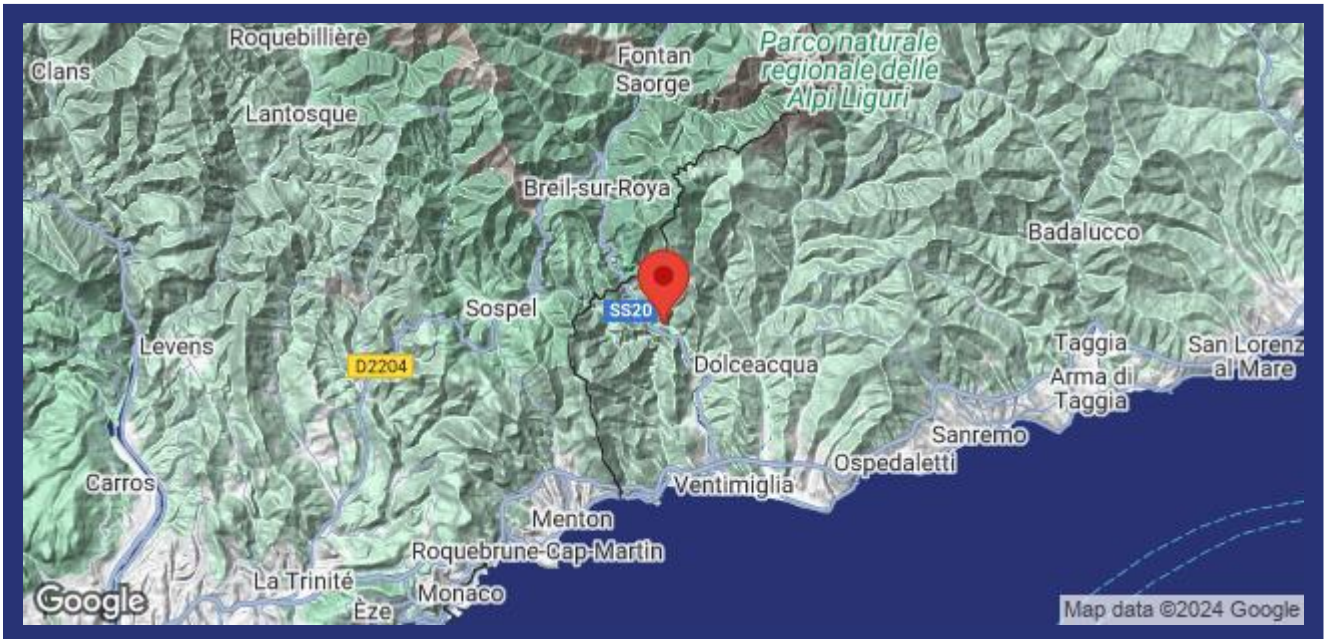 Roquebillière
Clans
Lantosque
Fontan
Saorge
Parco naturale
regionale delle
Alpi Liguri
Breil-sur-Roya
Badalucco
Sospel
SS20
Levens
D2204
Dolceacqua
Taggia
San Lorenz
al Mare
Arma di
Taggia
Sanremo
Ospedaletti
Carros
Ventimiglia
Menton
Roquebrune-Cap-Martin
La Trinité
Monaco
Èze
Google
Map data ©2024 Google